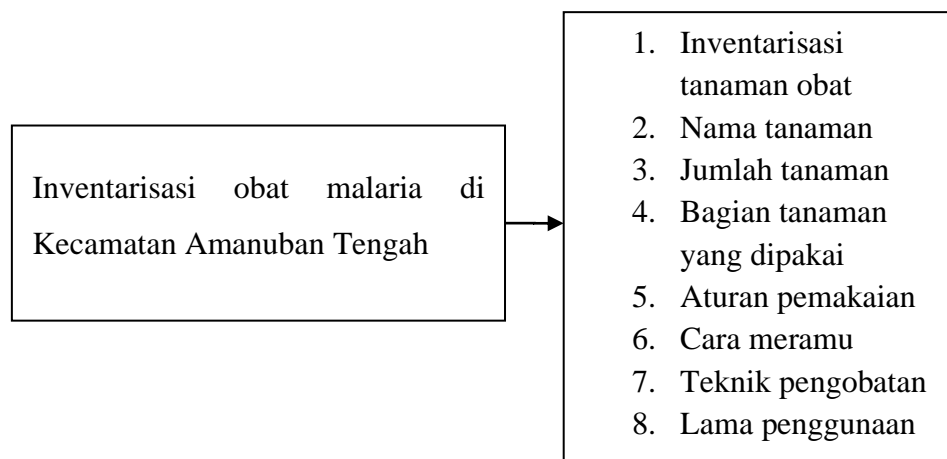 Inventarisasi obat malaria di
Kecamatan Amanuban Tengah
1. Inventarisasi
tanaman obat
2. Nama tanaman
3. Jumlah tanaman
4. Bagian tanaman
yang dipakai
5. Aturan pemakaian
6. Cara meramu
7. Teknik pengobatan
8. Lama penggunaan